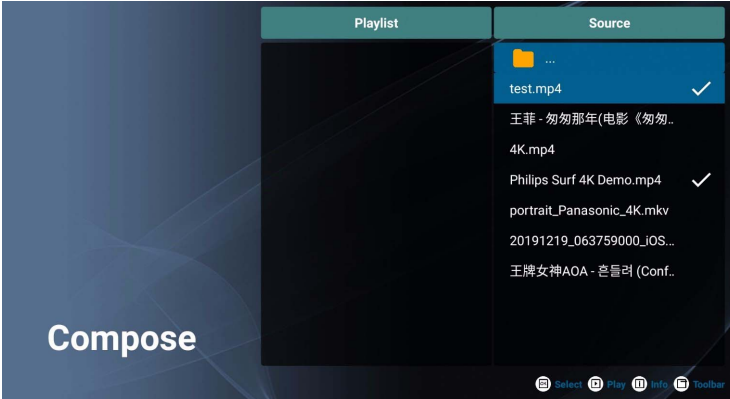 Playlist
Source
...
test.mp4
王菲 - 匆匆那年(电影《匆匆..
4K.mp4
Philips Surf 4K Demo.mp4
portrait_Panasonic_4K.mkv
20191219_063759000_iOS...
王牌女神AOA - 흔들려 (Conf..
Compose
Select Play Info Toolbar